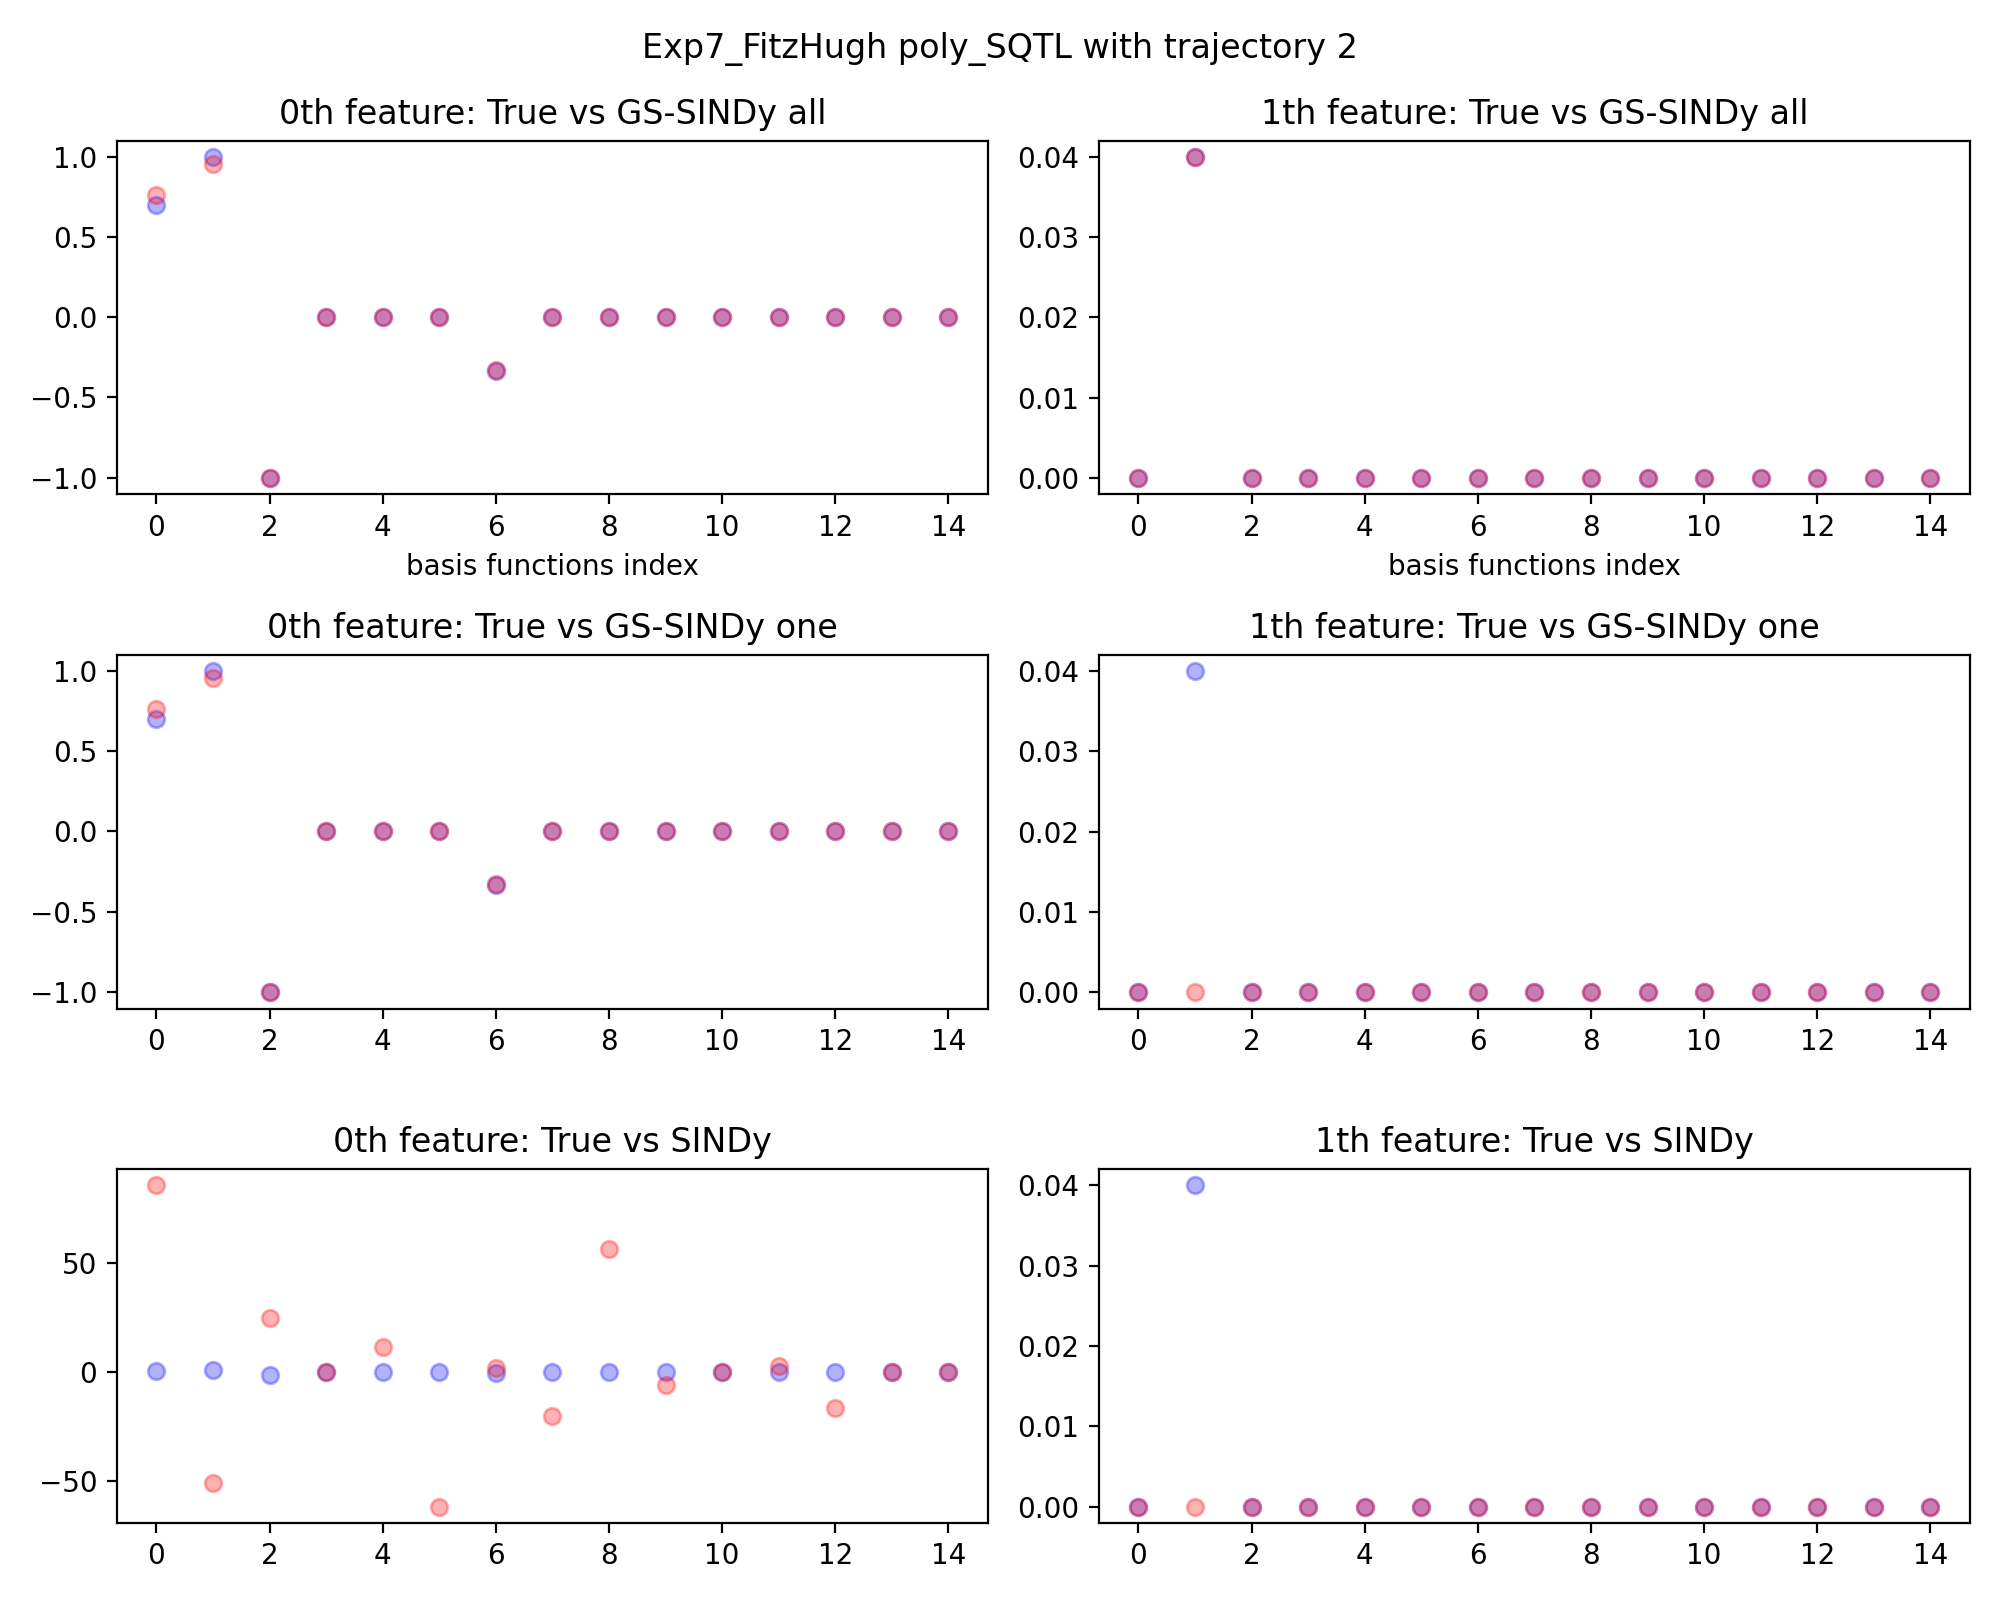 Exp7_FitzHugh poly_SQTL with trajectory 2
0th feature: True vs GS-SINDy all
1.0
0.5
0.0
−0.5
−1.0
0 2 4 6 8 10 12 14
basis functions index
1th feature: True vs GS-SINDy all
0.04
0.03
0.02
0.01
0.00
0 2 4 6 8 10 12 14
basis functions index
0th feature: True vs GS-SINDy one
1.0
0.5
0.0
−0.5
−1.0
0 2 4 6 8 10 12 14
1th feature: True vs GS-SINDy one
0.04
0.03
0.02
0.01
0.00
0 2 4 6 8 10 12 14
0th feature: True vs SINDy
50
0
−50
0 2 4 6 8 10 12 14
1th feature: True vs SINDy
0.04
0.03
0.02
0.01
0.00
0 2 4 6 8 10 12 14